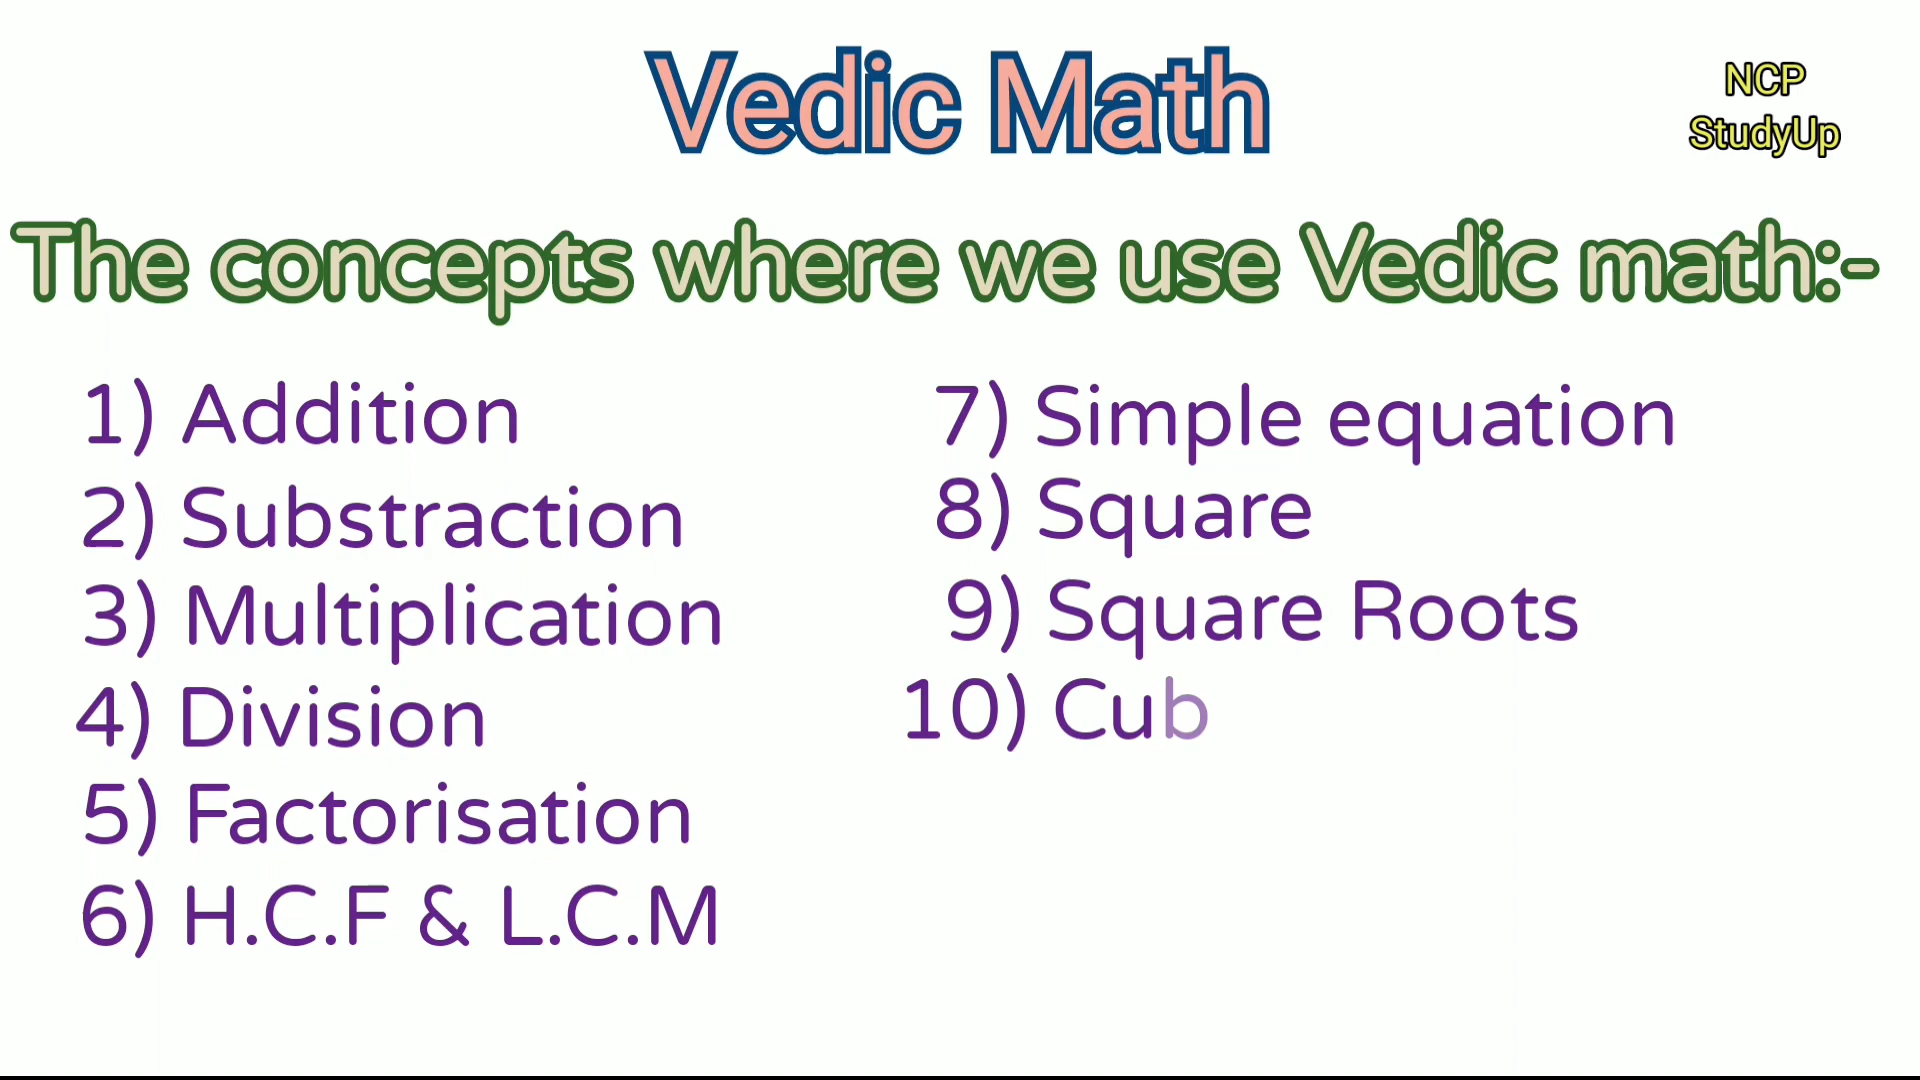 Vedic Math
NCP
StudyUp
The concepts where we use Vedic math:-
1) Addition
2) Substraction
3) Multiplication
4) Division
5) Factorisation
6) H.C.F & L.C.M
7) Simple equation
8) Square
9) Square Roots
10) Cub